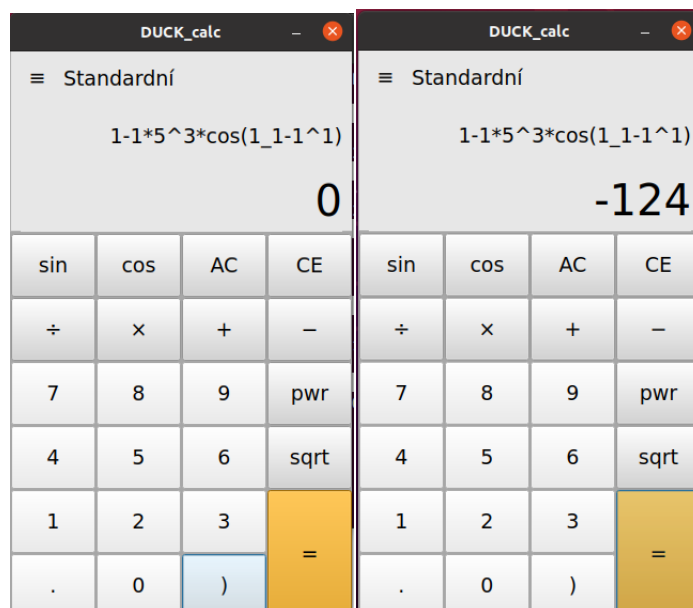 DUCK_calc
≡ Standardní
1-1*5^3*cos(1_1-1^1)
0
sin cos AC CE
÷ × + −
7 8 9 pwr
4 5 6 sqrt
1 2 3 =
. 0 )
DUCK_calc
≡ Standardní
1-1*5^3*cos(1_1-1^1)
-124
sin cos AC CE
÷ × + −
7 8 9 pwr
4 5 6 sqrt
1 2 3 =
. 0 )